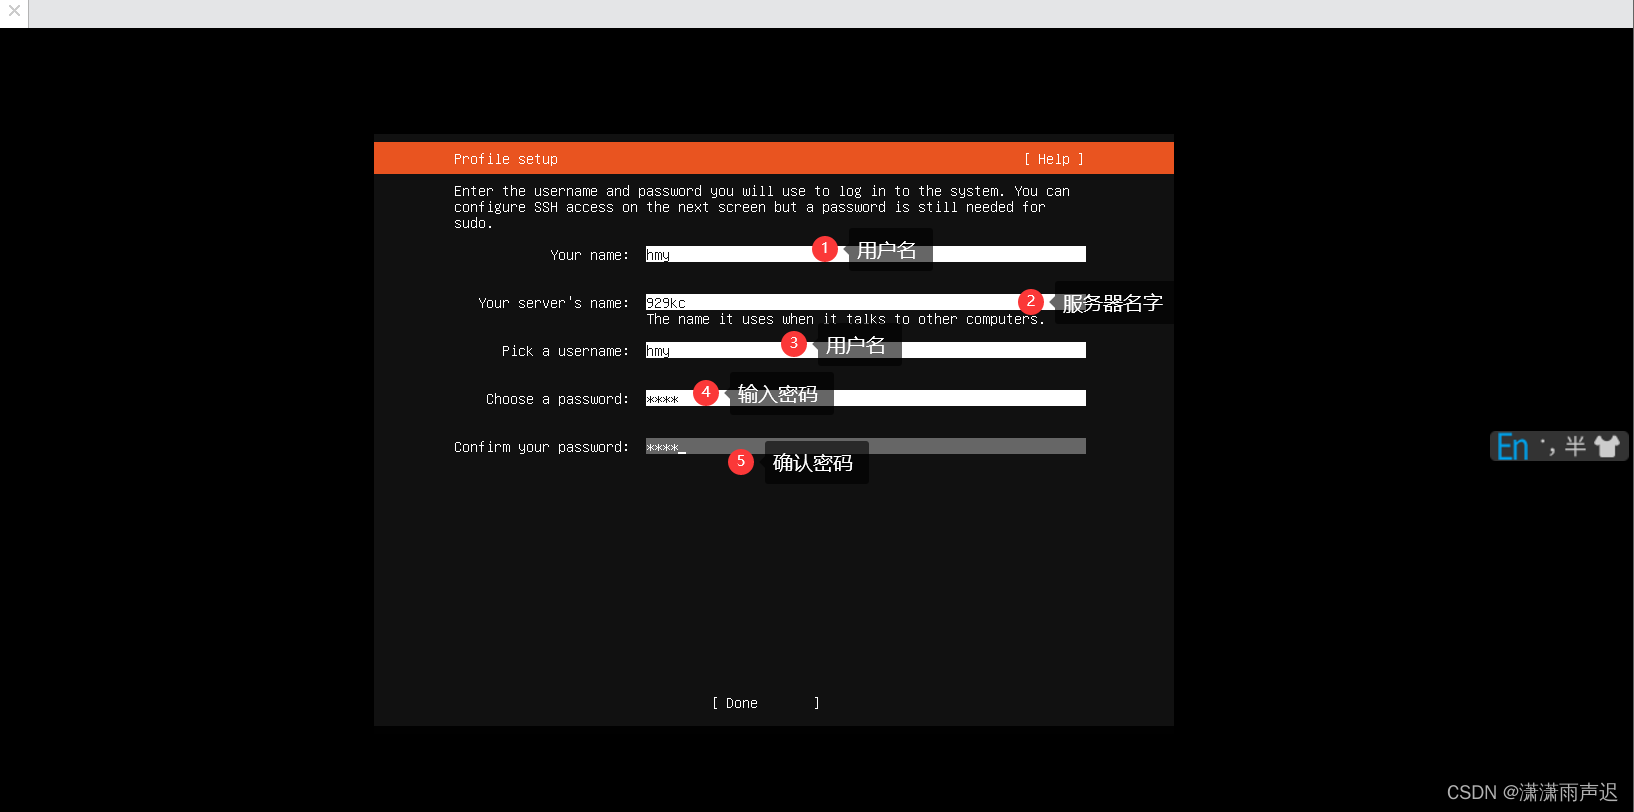 Profile setup [ Help ]
Enter the username and password you will use to log in to the system. You can
configure SSH access on the next screen but a password is still needed for
sudo.
Your name: hmy 1 用户名
Your server's name: 929kc 2 服务器名字
The name it uses when it talks to other computers.
Pick a username: hmy 3 用户名
Choose a password: **** 4 输入密码
Confirm your password: ****_
5 确认密码
En 半
[ Done ]
CSDN @潇潇雨声迟